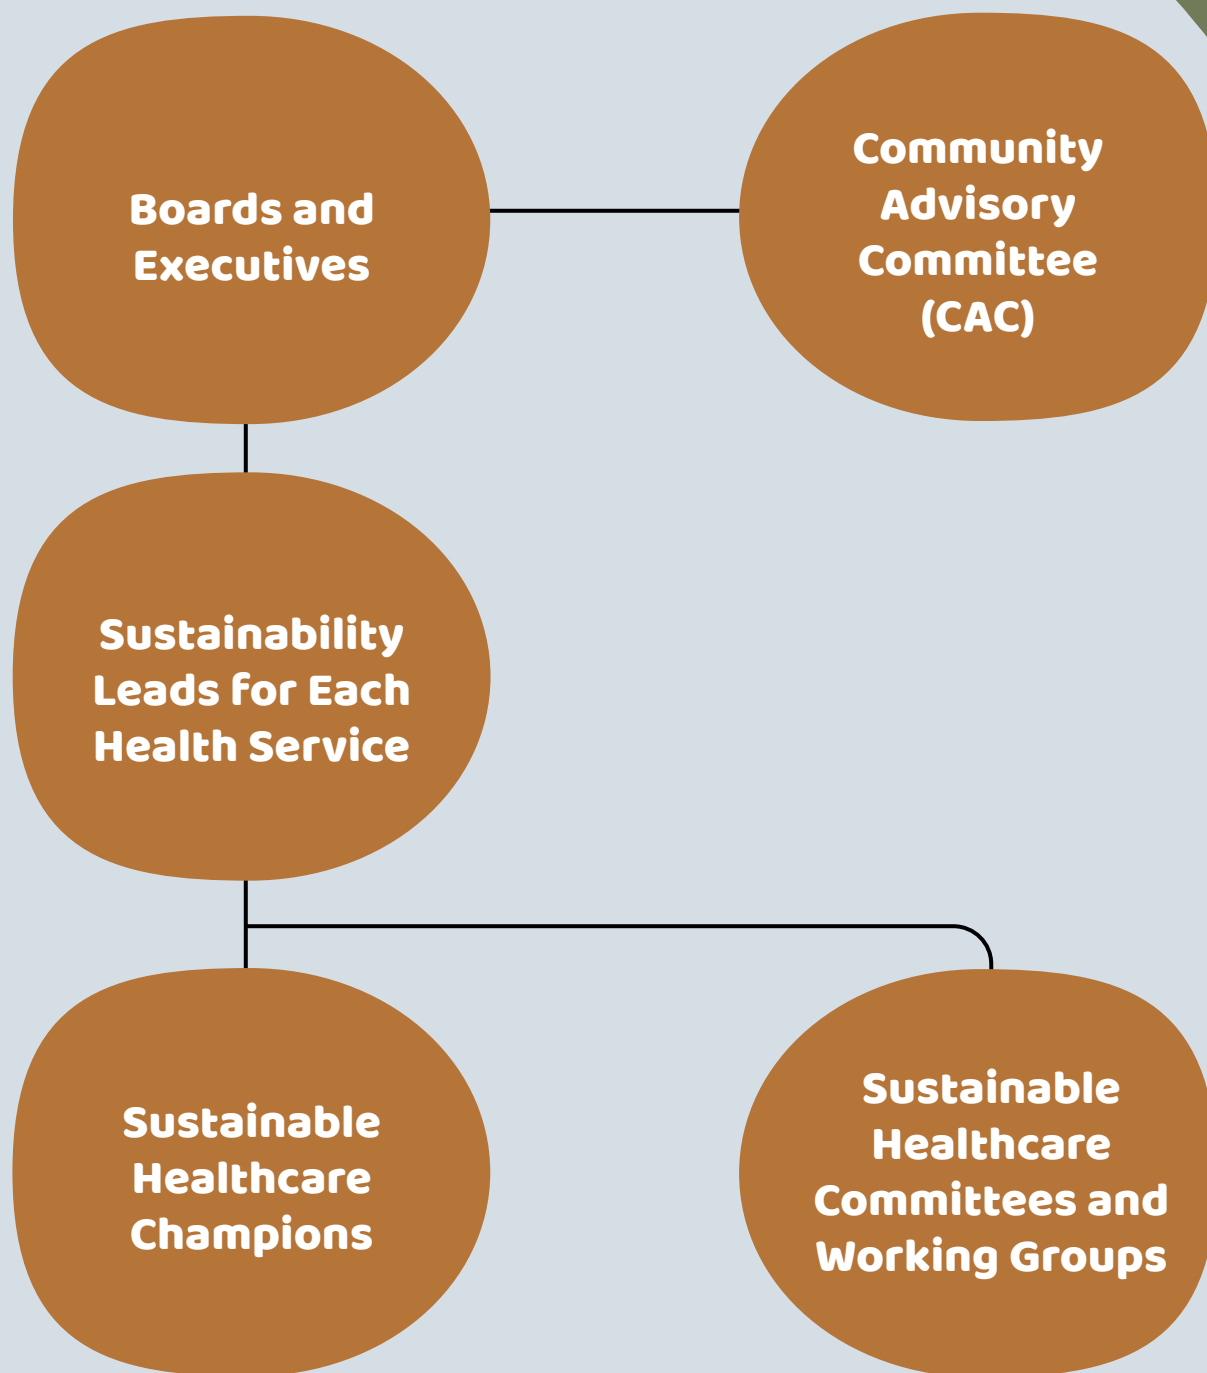 Boards and
Executives
Community
Advisory
Committee
(CAC)
Sustainability
Leads for Each
Health Service
Sustainable
Healthcare
Champions
Sustainable
Healthcare
Committees and
Working Groups